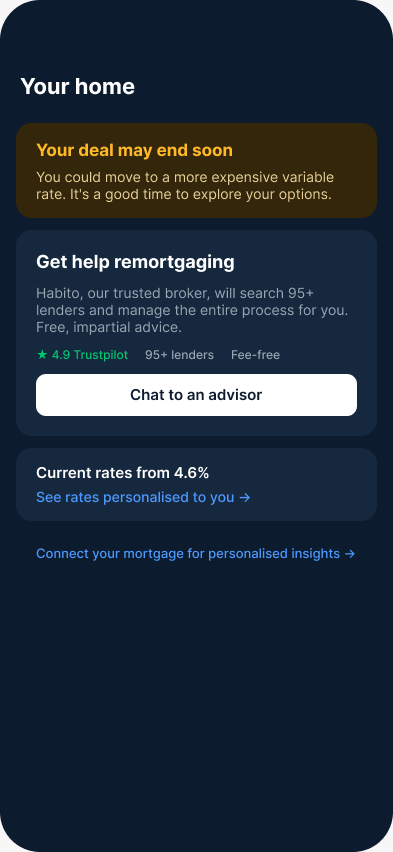 Your home
Your deal may end soon
You could move to a more expensive variable
rate. It's a good time to explore your options.
Get help remortgaging
Habito, our trusted broker, will search 95+
lenders and manage the entire process for you.
Free, impartial advice.
★ 4.9 Trustpilot 95+ lenders Fee-free
Chat to an advisor
Current rates from 4.6%
See rates personalised to you →
Connect your mortgage for personalised insights →